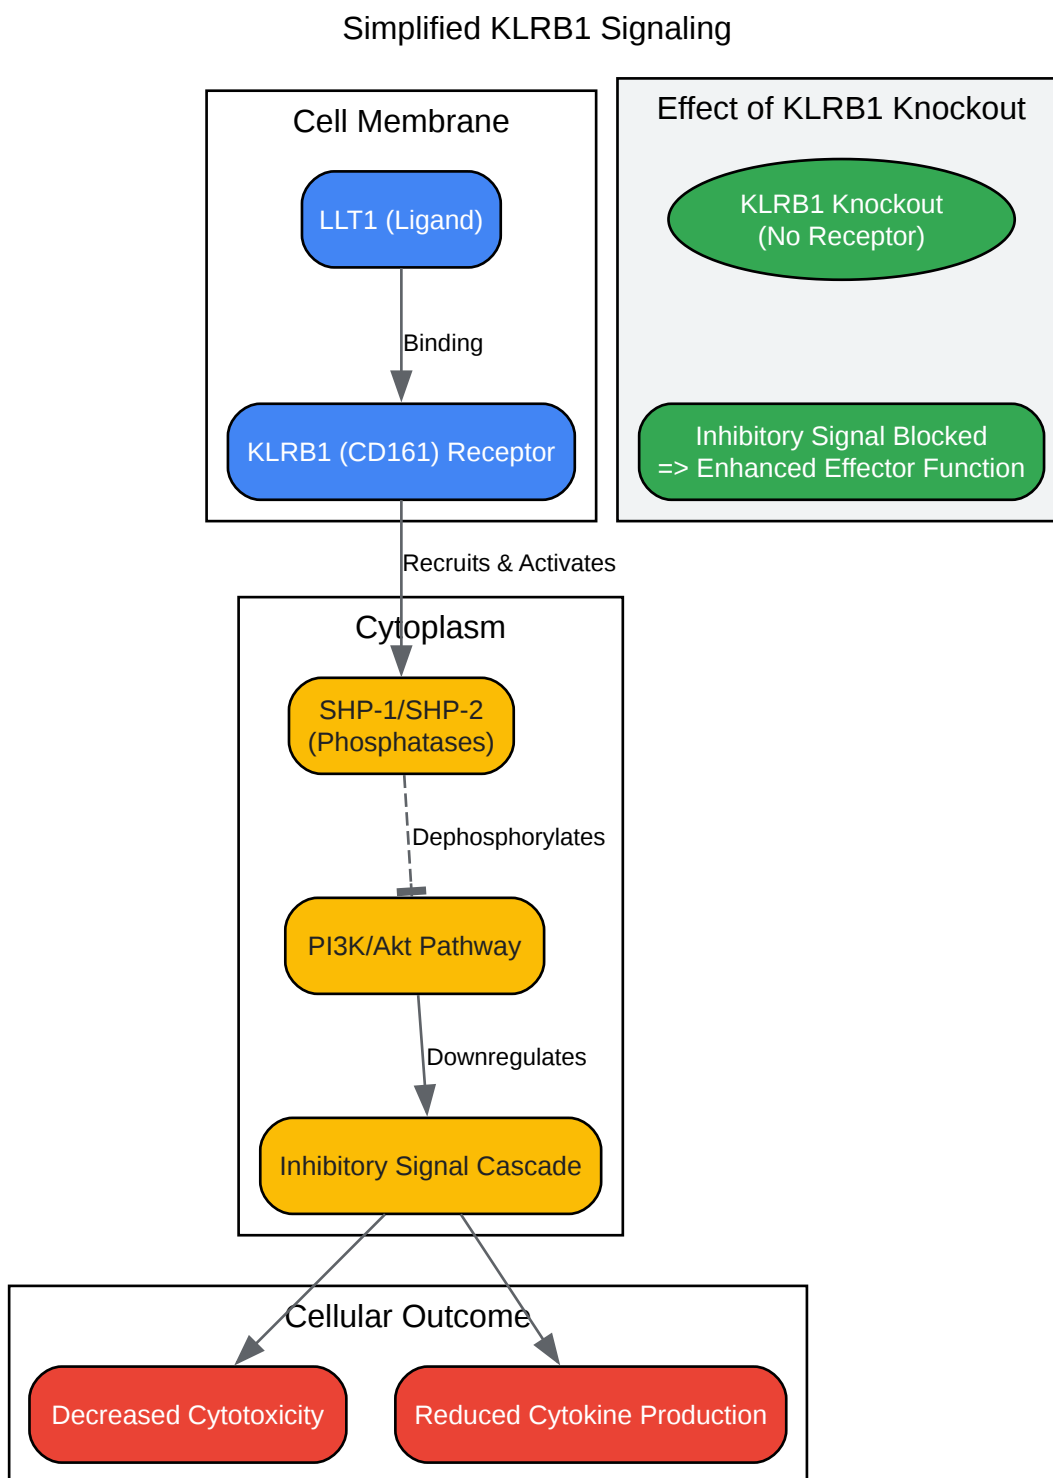 Simplified KLRB1 Signaling
Cell Membrane
LLT1 (Ligand)
Binding
KLRB1 (CD161) Receptor
Effect of KLRB1 Knockout
KLRB1 Knockout
(No Receptor)
Inhibitory Signal Blocked
=> Enhanced Effector Function
Recruits & Activates
Cytoplasm
SHP-1/SHP-2
(Phosphatases)
Dephosphorylates
PI3K/Akt Pathway
Downregulates
Inhibitory Signal Cascade
Cellular Outcome
Decreased Cytotoxicity
Reduced Cytokine Production